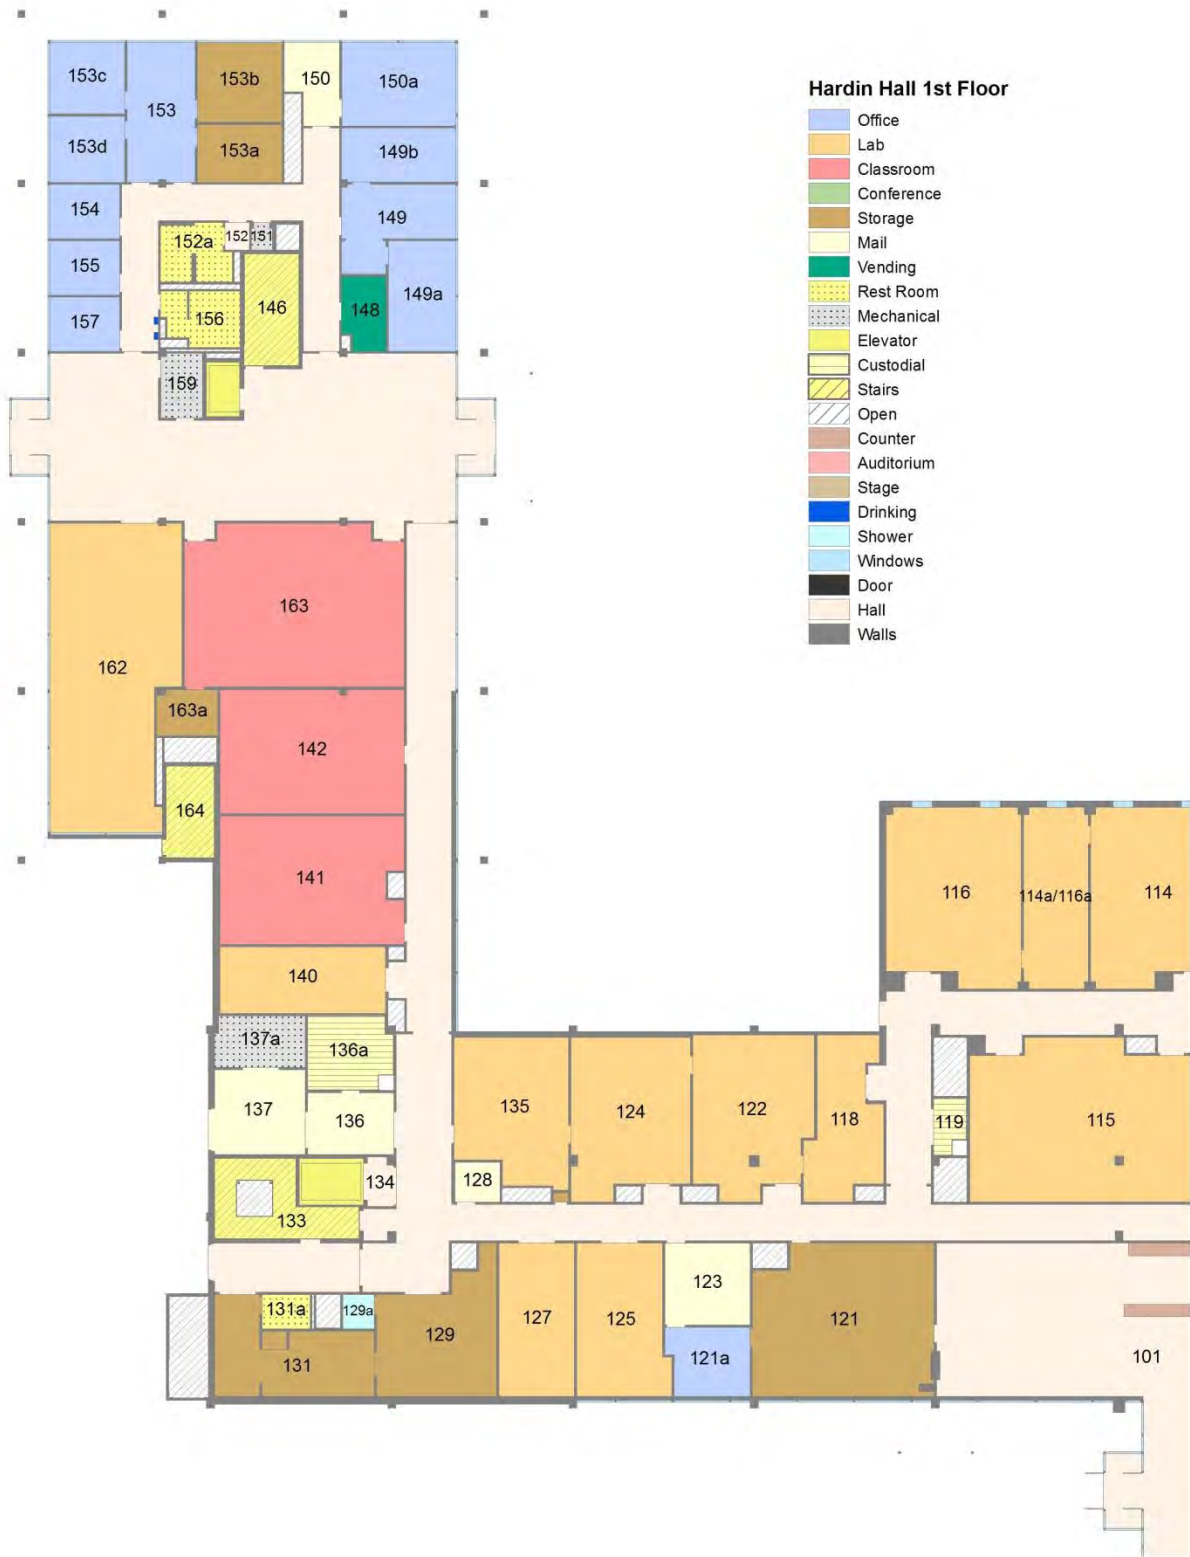 153c
153
153b
150
150a
153d
153a
149b
154
149
152a
152
151
155
149a
146
148
157
156
159
Hardin Hall 1st Floor
Office
Lab
Classroom
Conference
Storage
Mail
Vending
Rest Room
Mechanical
Elevator
Custodial
Stairs
Open
Counter
Auditorium
Stage
Drinking
Shower
Windows
Door
Hall
Walls
163
162
163a
142
164
141
116
114a/116a
114
140
137a
136a
137
136
135
124
122
118
119
115
128
134
133
123
131a
129a
129
127
125
121
131
121a
101